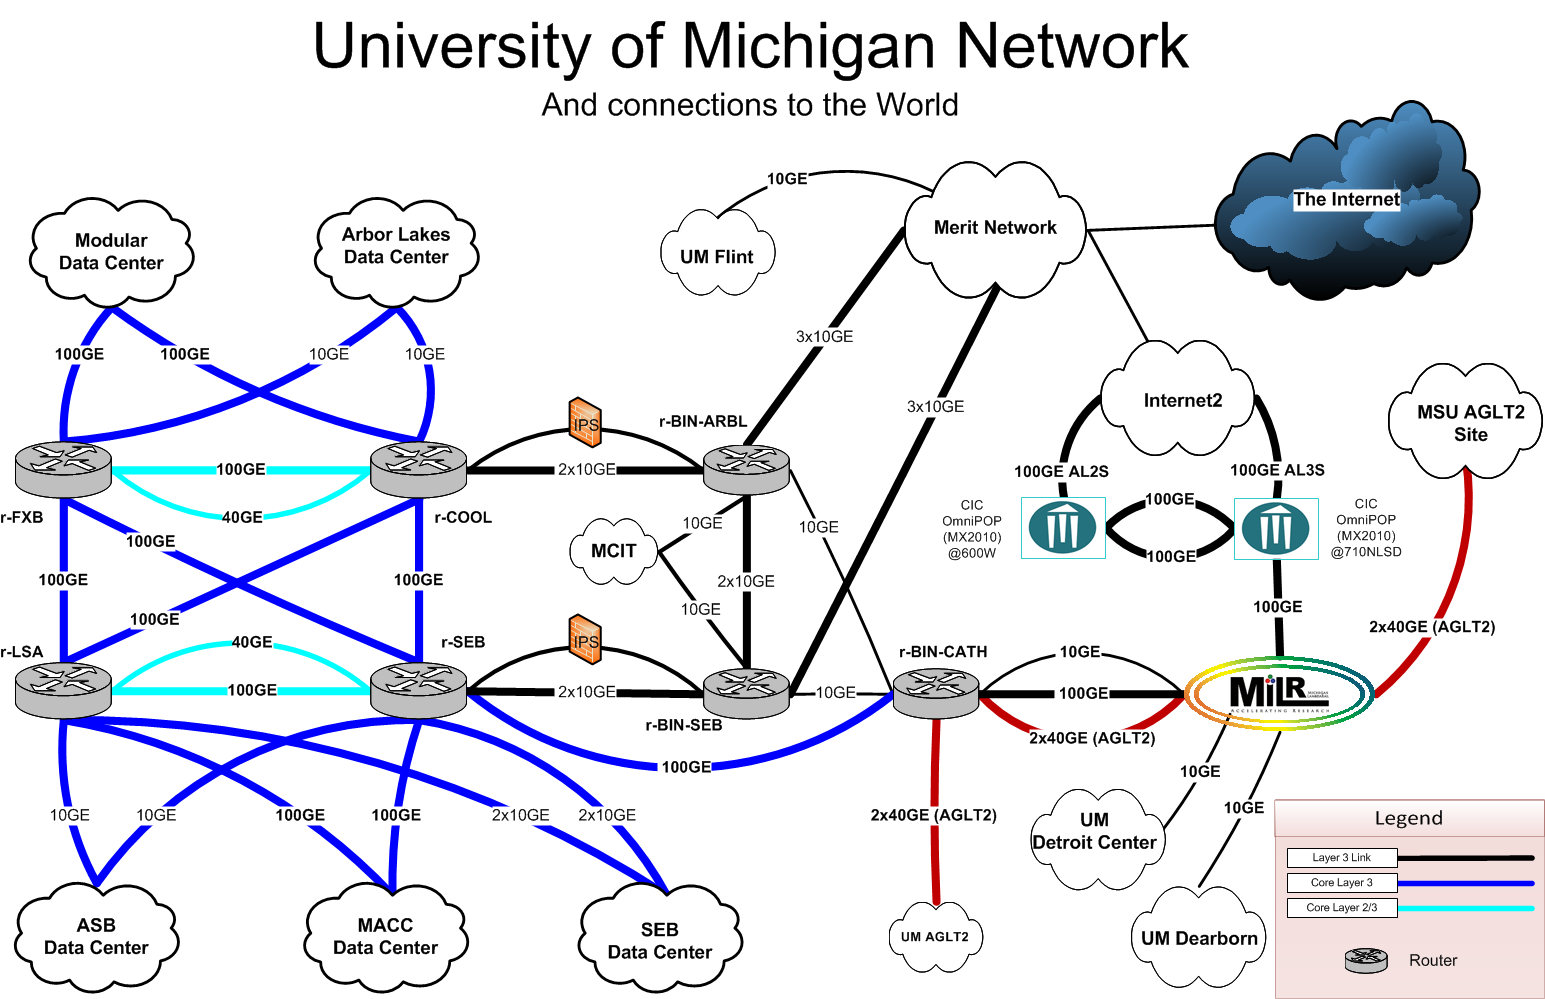 University of Michigan Network
And connections to the World
10GE
The Internet
Merit Network
UM Flint
Modular
Data Center
Arbor Lakes
Data Center
3x10GE
100GE
100GE
10GE
10GE
3x10GE
Internet2
MSU AGLT2
Site
IPS
r-BIN-ARBL
100GE
2x10GE
100GE AL2S
100GE AL3S
40GE
r-FXB
r-COOL
10GE
10GE
CIC
OmniPOP
(MX2010)
@600W
100GE
100GE
CIC
OmniPOP
(MX2010)
@710NLSD
100GE
MCIT
100GE
100GE
2x10GE
10GE
100GE
100GE
2x40GE (AGLT2)
r-LSA
40GE
r-SEB
IPS
r-BIN-CATH
10GE
100GE
2x10GE
10GE
100GE
MiLR
MICHIGAN
LAMBDARAIL
ACCELERATING RESEARCH
r-BIN-SEB
2x40GE (AGLT2)
100GE
10GE
10GE
10GE
10GE
100GE
100GE
2x10GE
2x10GE
2x40GE (AGLT2)
UM
Detroit Center
Legend
Layer 3 Link
Core Layer 3
Core Layer 2/3
Router
ASB
Data Center
MACC
Data Center
SEB
Data Center
UM AGLT2
UM Dearborn